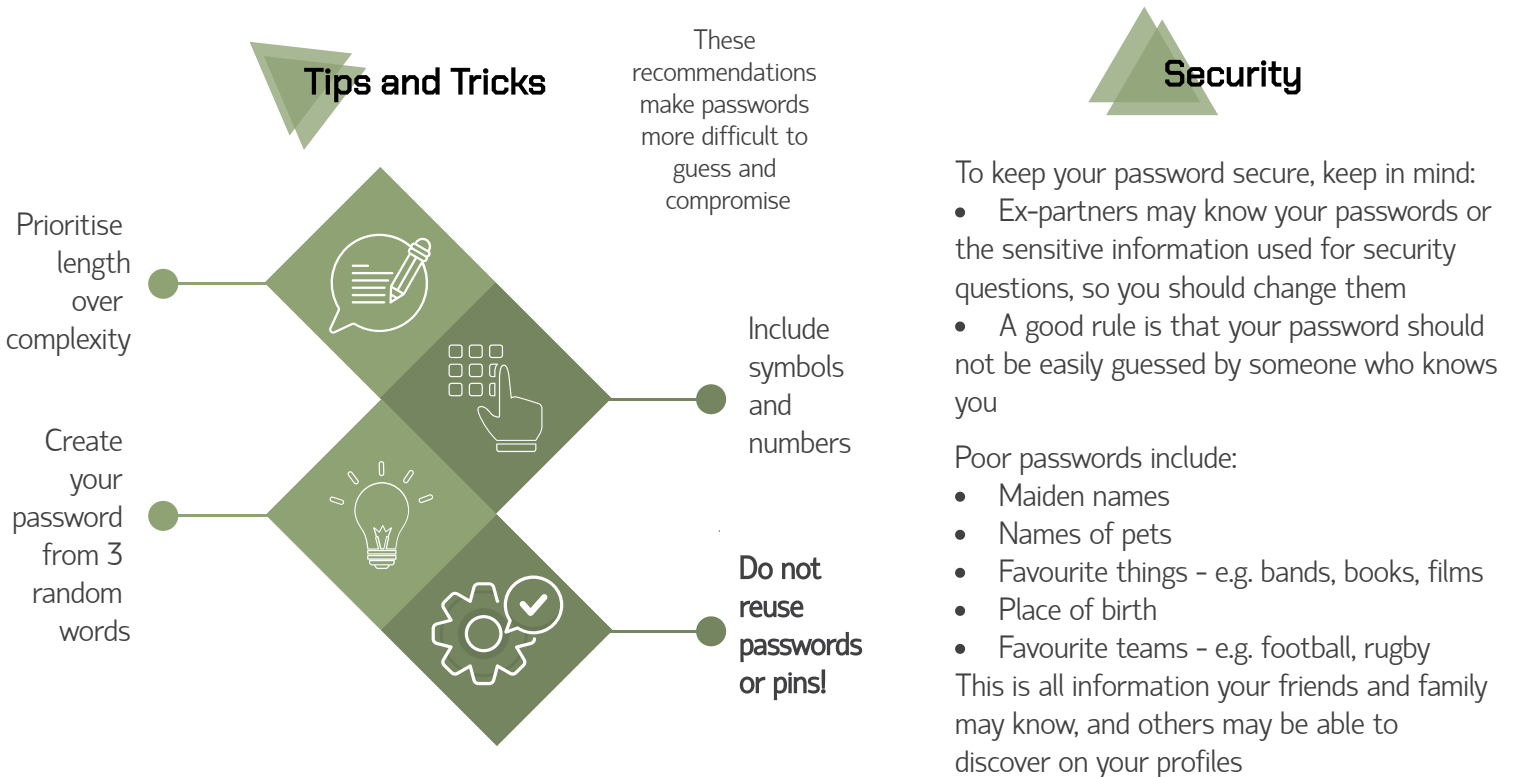 Tips and Tricks
These
recommendations
make passwords
more difficult to
guess and
compromise
Prioritise
length
over
complexity
Include
symbols
and
numbers
Create
your
password
from 3
random
words
Do not
reuse
passwords
or pins!
Security
To keep your password secure, keep in mind:
• Ex-partners may know your passwords or
the sensitive information used for security
questions, so you should change them
• A good rule is that your password should
not be easily guessed by someone who knows
you
Poor passwords include:
• Maiden names
• Names of pets
• Favourite things - e.g. bands, books, films
• Place of birth
• Favourite teams - e.g. football, rugby
This is all information your friends and family
may know, and others may be able to
discover on your profiles